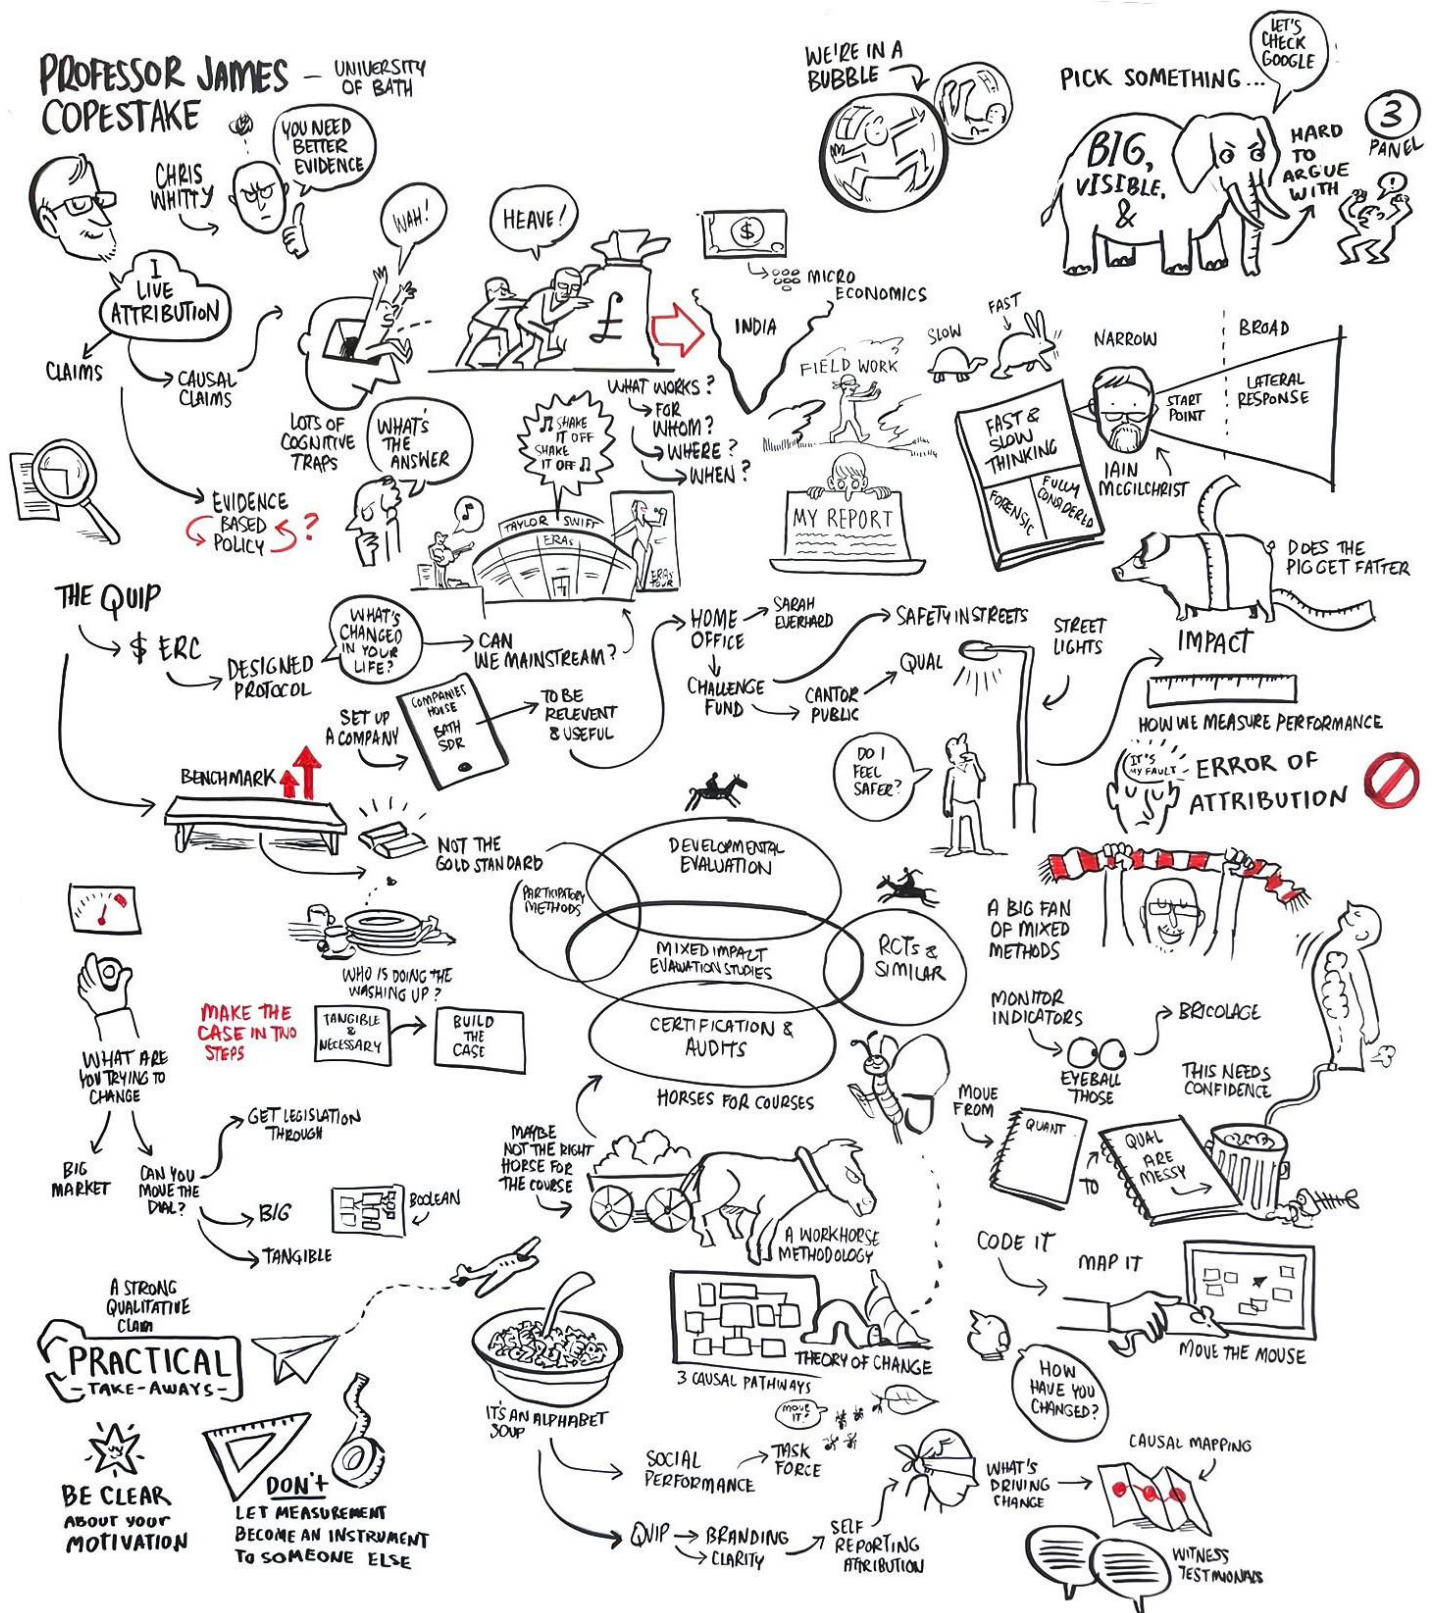 PROFESSOR JAMES
COPESTAKE
– UNIVERSITY
OF BATH
CHRIS
WHITTY
YOU NEED
BETTER
EVIDENCE
I
LIVE
ATTRIBUTION
CLAIMS
CAUSAL
CLAIMS
WAH!
LOTS OF
COGNITIVE
TRAPS
HEAVE!
£
$
MICRO
ECONOMICS
INDIA
WE'RE IN A
BUBBLE
PICK SOMETHING...
LET'S
CHECK
GOOGLE
BIG,
VISIBLE,
&
HARD
TO
ARGUE
WITH
3
PANEL
!
WHAT WORKS?
FOR
WHOM?
WHERE?
WHEN?
FIELD WORK
SLOW
FAST
NARROW
BROAD
START
POINT
LATERAL
RESPONSE
IAIN
MCGILCHRIST
FAST &
SLOW
THINKING
FORENSIC
FULLY
CONSIDERED
EVIDENCE
BASED
POLICY
?
WHAT'S
THE
ANSWER
SHAKE
IT OFF
SHAKE
IT OFF
TAYLOR SWIFT
ERAS
ERAS
TOUR
MY REPORT
DOES THE
PIG GET FATTER
IMPACT
HOW WE MEASURE PERFORMANCE
THE QUIP
$ ERC
DESIGNED
PROTOCOL
WHAT'S
CHANGED
IN YOUR
LIFE?
CAN
WE MAINSTREAM?
SET UP
A COMPANY
COMPANIES
HOUSE
BATH
SDR
TO BE
RELEVENT
& USEFUL
HOME
OFFICE
SARAH
EVERHARD
CHALLENGE
FUND
SAFETY IN STREETS
CANTOR
PUBLIC
QUAL
STREET
LIGHTS
DO I
FEEL
SAFER?
IT'S
MY FAULT
ERROR OF
ATTRIBUTION
BENCHMARK
NOT THE
GOLD STANDARD
WHO IS DOING THE
WASHING UP?
DEVELOPMENTAL
EVALUATION
PARTICIPATORY
METHODS
MIXED IMPACT
EVALUATION STUDIES
RCTs &
SIMILAR
CERTIFICATION &
AUDITS
HORSES FOR COURSES
A BIG FAN
OF MIXED
METHODS
MONITOR
INDICATORS
EYEBALL
THOSE
BRICOLAGE
THIS NEEDS
CONFIDENCE
MAKE THE
CASE IN TWO
STEPS
TANGIBLE
&
NECESSARY
BUILD
THE
CASE
WHAT ARE
YOU TRYING TO
CHANGE
BIG
MARKET
CAN YOU
MOVE THE
DIAL?
GET LEGISLATION
THROUGH
BIG
TANGIBLE
BOOLEAN
MAYBE
NOT THE RIGHT
HORSE FOR
THE COURSE
A WORKHORSE
METHODOLOGY
MOVE
FROM
QUANT
TO
QUAL
ARE
MESSY
CODE IT
MAP IT
MOVE THE MOUSE
A STRONG
QUALITATIVE
CLAIM
PRACTICAL
– TAKE-AWAYS –
BE CLEAR
ABOUT YOUR
MOTIVATION
DON'T
LET MEASUREMENT
BECOME AN INSTRUMENT
TO SOMEONE ELSE
IT'S AN ALPHABET
SOUP
3 CAUSAL PATHWAYS
THEORY OF CHANGE
MOVE
IT!
SOCIAL
PERFORMANCE
TASK
FORCE
QUIP
BRANDING
CLARITY
SELF
REPORTING
ATTRIBUTION
HOW
HAVE YOU
CHANGED?
WHAT'S
DRIVING
CHANGE
CAUSAL MAPPING
WITNESS
TESTIMONIALS